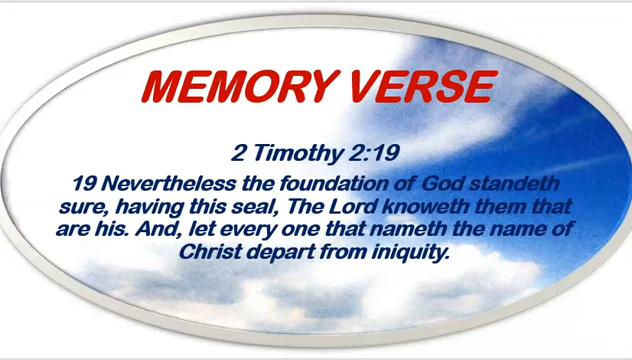 MEMORY VERSE
2 Timothy 2:19
19 Nevertheless the foundation of God standeth
sure, having this seal, The Lord knoweth them that
are his. And, let every one that nameth the name of
Christ depart from iniquity.